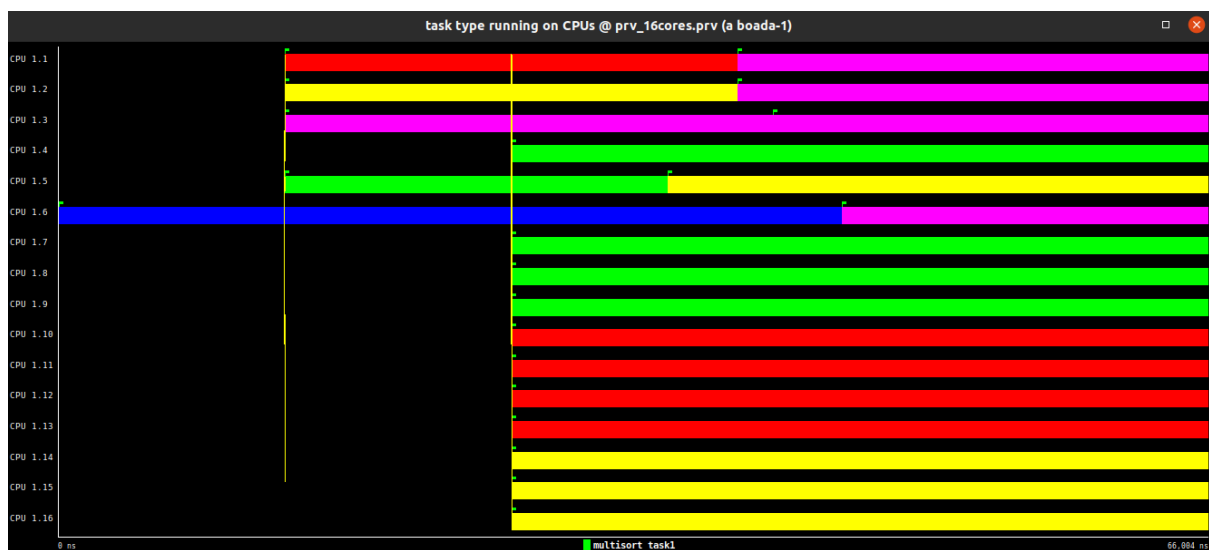 task type running on CPUs @ prv_16cores.prv (a boada-1)
CPU 1.1
CPU 1.2
CPU 1.3
CPU 1.4
CPU 1.5
CPU 1.6
CPU 1.7
CPU 1.8
CPU 1.9
CPU 1.10
CPU 1.11
CPU 1.12
CPU 1.13
CPU 1.14
CPU 1.15
CPU 1.16
0 ns multisort task1 66,004 ns